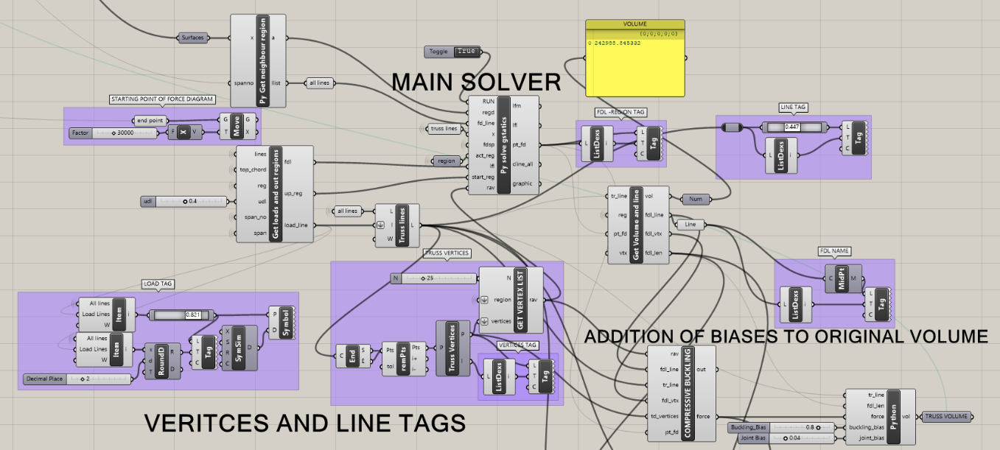 VOLUME
{0;0;0;0;0}
0 242988.845332
Surfaces
x
a
spanno
llist
Py Get neighbour region
all lines
Toggle
True
MAIN SOLVER
STARTING POINT OF FORCE DIAGRAM
end point
Factor
30000
F
X
V
G
T
Move
G
X
RUN
regd
fd_line
x
fdsp
act_reg
lfl
start_reg
rav
Py solve gstatics
lfm
lfl
pt_fd
cline_all
graphic
truss lines
region
FDL -REGION TAG
L
ListDexs
i
L
T
C
Tag
LINE TAG
0.447
L
ListDexs
i
L
T
C
Tag
lines
top_chord
reg
udl
span_no
span
Get loads and out regions
fdl
up_reg
load_line
udl
0.4
all lines
L
I
W
Truss lines
L
tr_line
reg
pt_fd
vtx
Get Volume and line
vol
fdl_line
fdl_vtx
fdl_len
Num
Line
TRUSS VERTICES
N
25
N
region
vertices
GET VERTEX LIST
rav
FDL NAME
C
MidPt
M
L
ListDexs
i
L
T
C
Tag
LOAD TAG
All lines
Load Lines
W
Item
i
0.821
P
D
Symbol
All lines
Load Lines
W
Item
i
x
d
T
RoundD
R
D
L
T
C
Tag
X
S
R
C
SymSim
D
Decimal Place
2
C
End
S
E
Pts
tol
remPts
Pts
i+
i-
P
Truss Vertices
P
I
VERTICES TAG
L
ListDexs
i
L
T
C
Tag
ADDITION OF BIASES TO ORIGINAL VOLUME
rav
fdl_line
tr_line
fdl_vtx
td_vertices
pt_fd
COMPRESSIVE BUCKLING
out
force
tr_line
fdl_len
force
buckling_bias
joint_bias
Python
vol
TRUSS VOLUME
Buckling_Bias
0.8
Joint Bias
0.04
VERITCES AND LINE TAGS